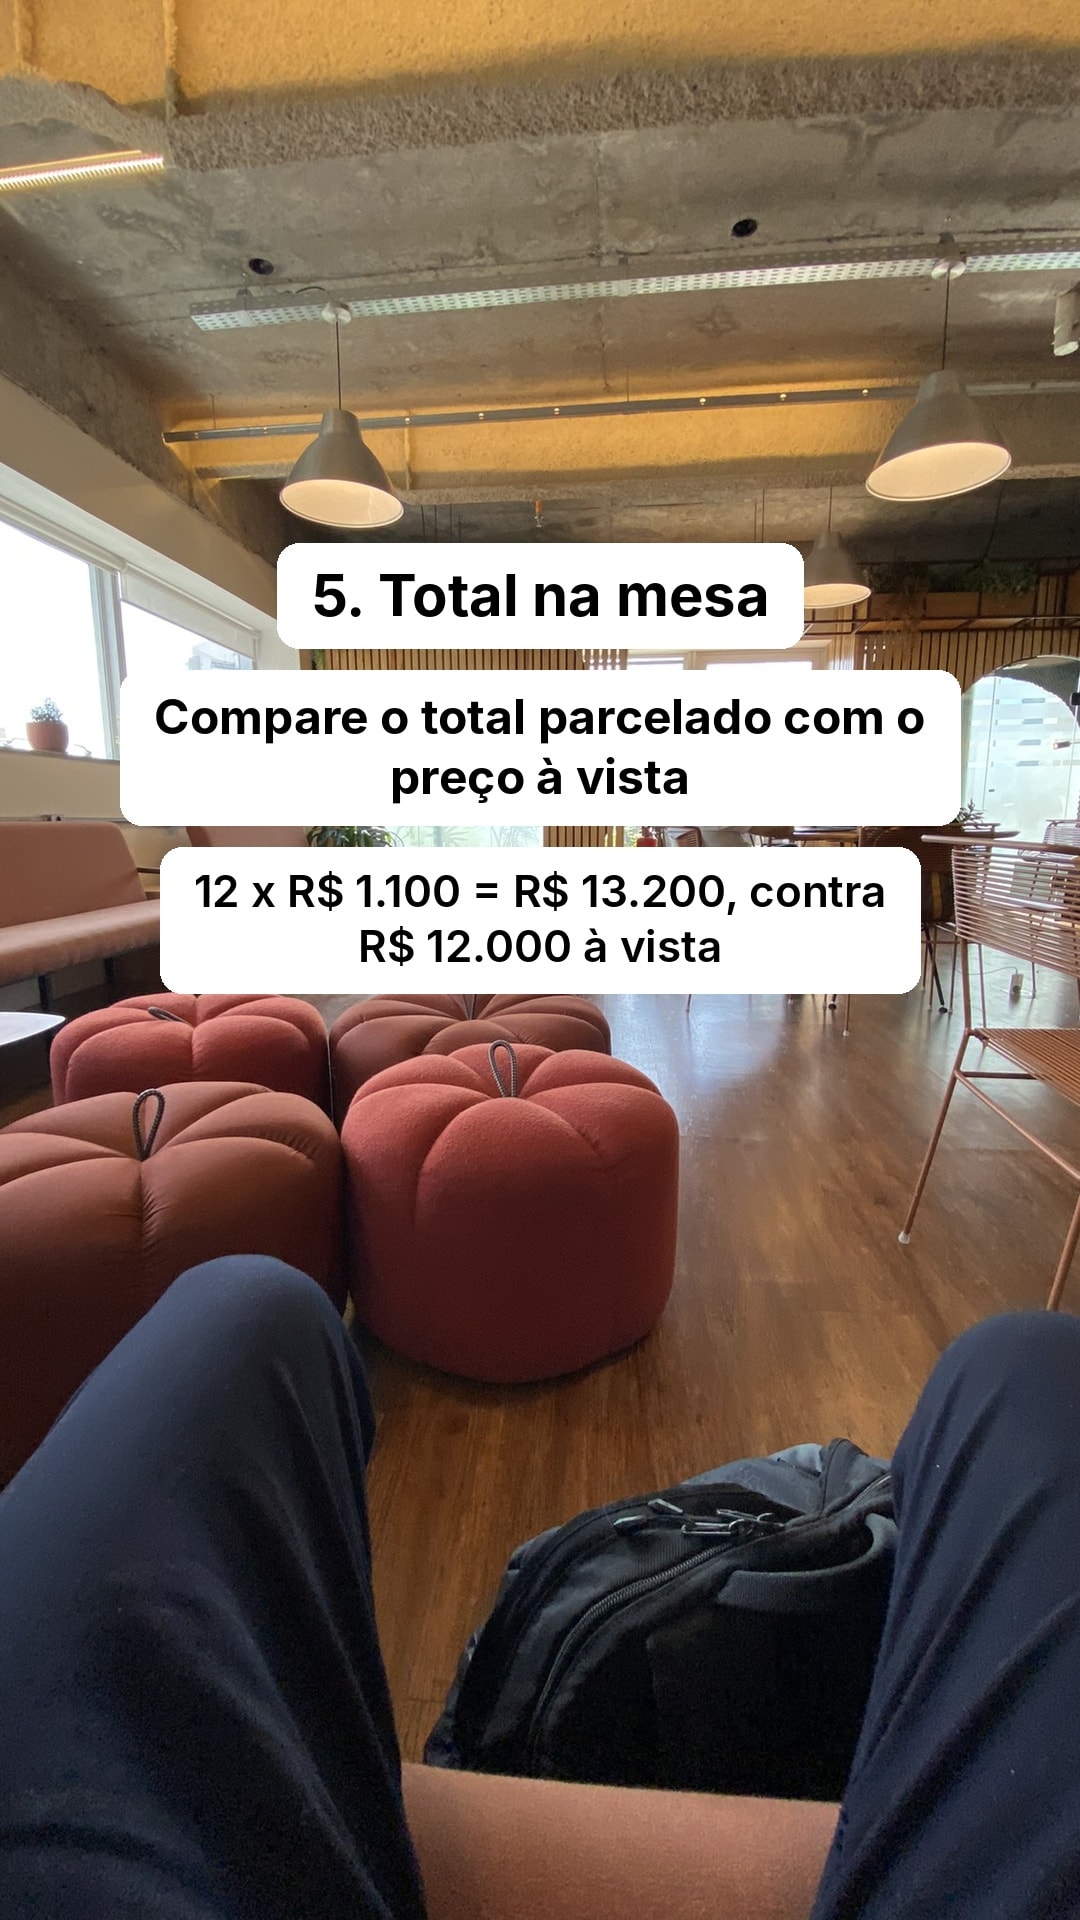 5. Total na mesa
Compare o total parcelado com o
preço à vista
12 x R$ 1.100 = R$ 13.200, contra
R$ 12.000 à vista